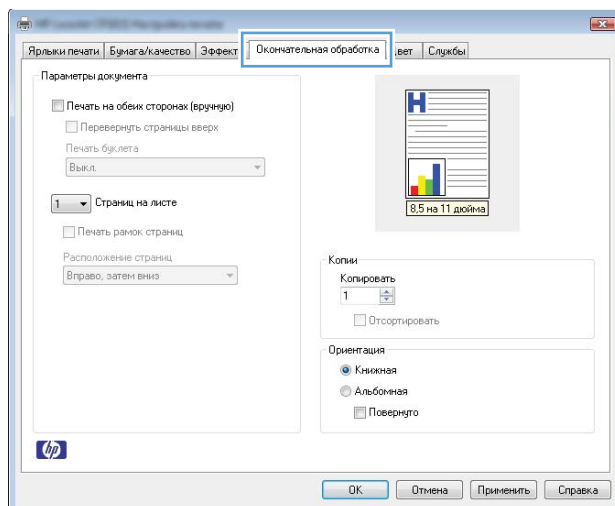 Ярлыки печати Бумага/качество Эффект Окончательная обработка вет Службы
Параметры документа
Печать на обеих сторонах (вручную)
Перевернуть страницы вверх
Печать буклета
Выкл.
1 Страниц на листе
Печать рамок страниц
Расположение страниц
Вправо, затем вниз
H
8,5 на 11 дюйма
Копии
Копировать
1
Отсортировать
Ориентация
Книжная
Альбомная
Повернуто
hp
OK Отмена Применить Справка